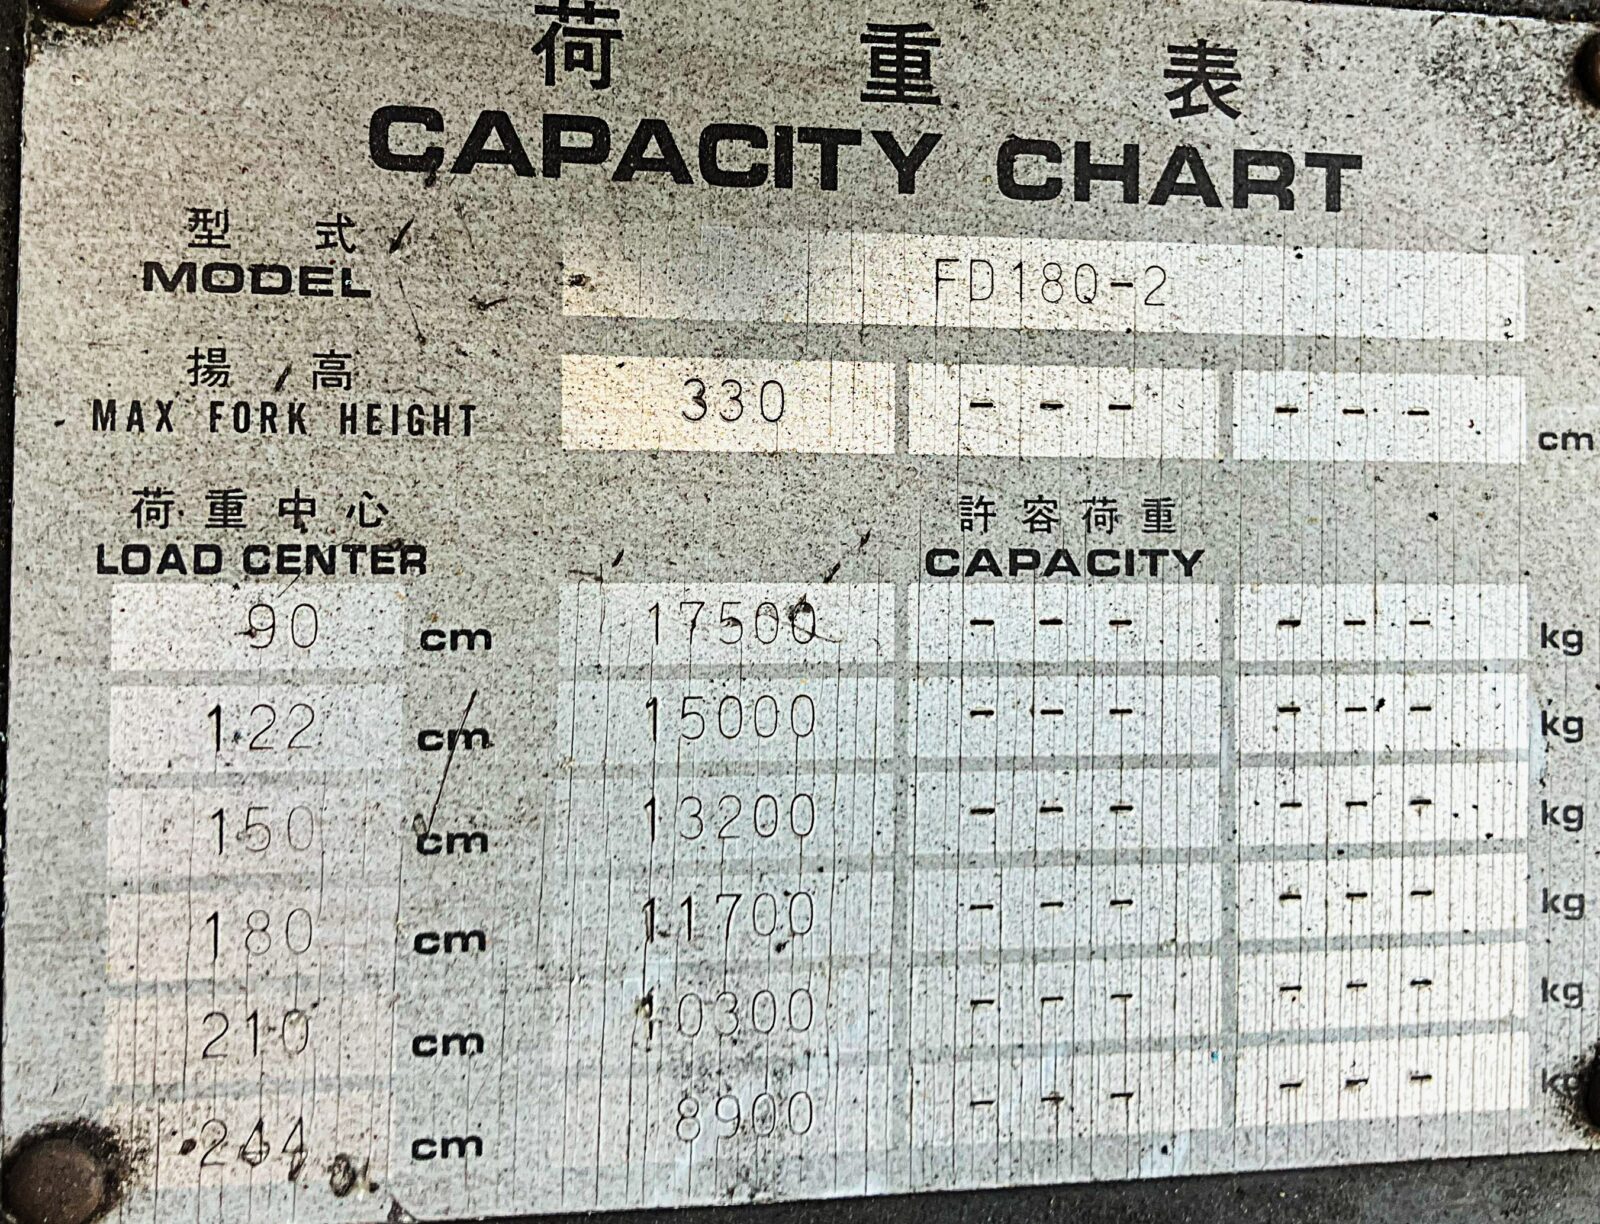 荷重表
CAPACITY CHART
型式
MODEL FD180-2
揚高
MAX FORK HEIGHT 330 --- --- cm
荷重中心 許容荷重
LOAD CENTER CAPACITY
90 cm 17500 --- --- kg
122 cm 15000 --- --- kg
150 cm 13200 --- --- kg
180 cm 11700 --- --- kg
210 cm 10300 --- --- kg
244 cm 8900 --- --- kg